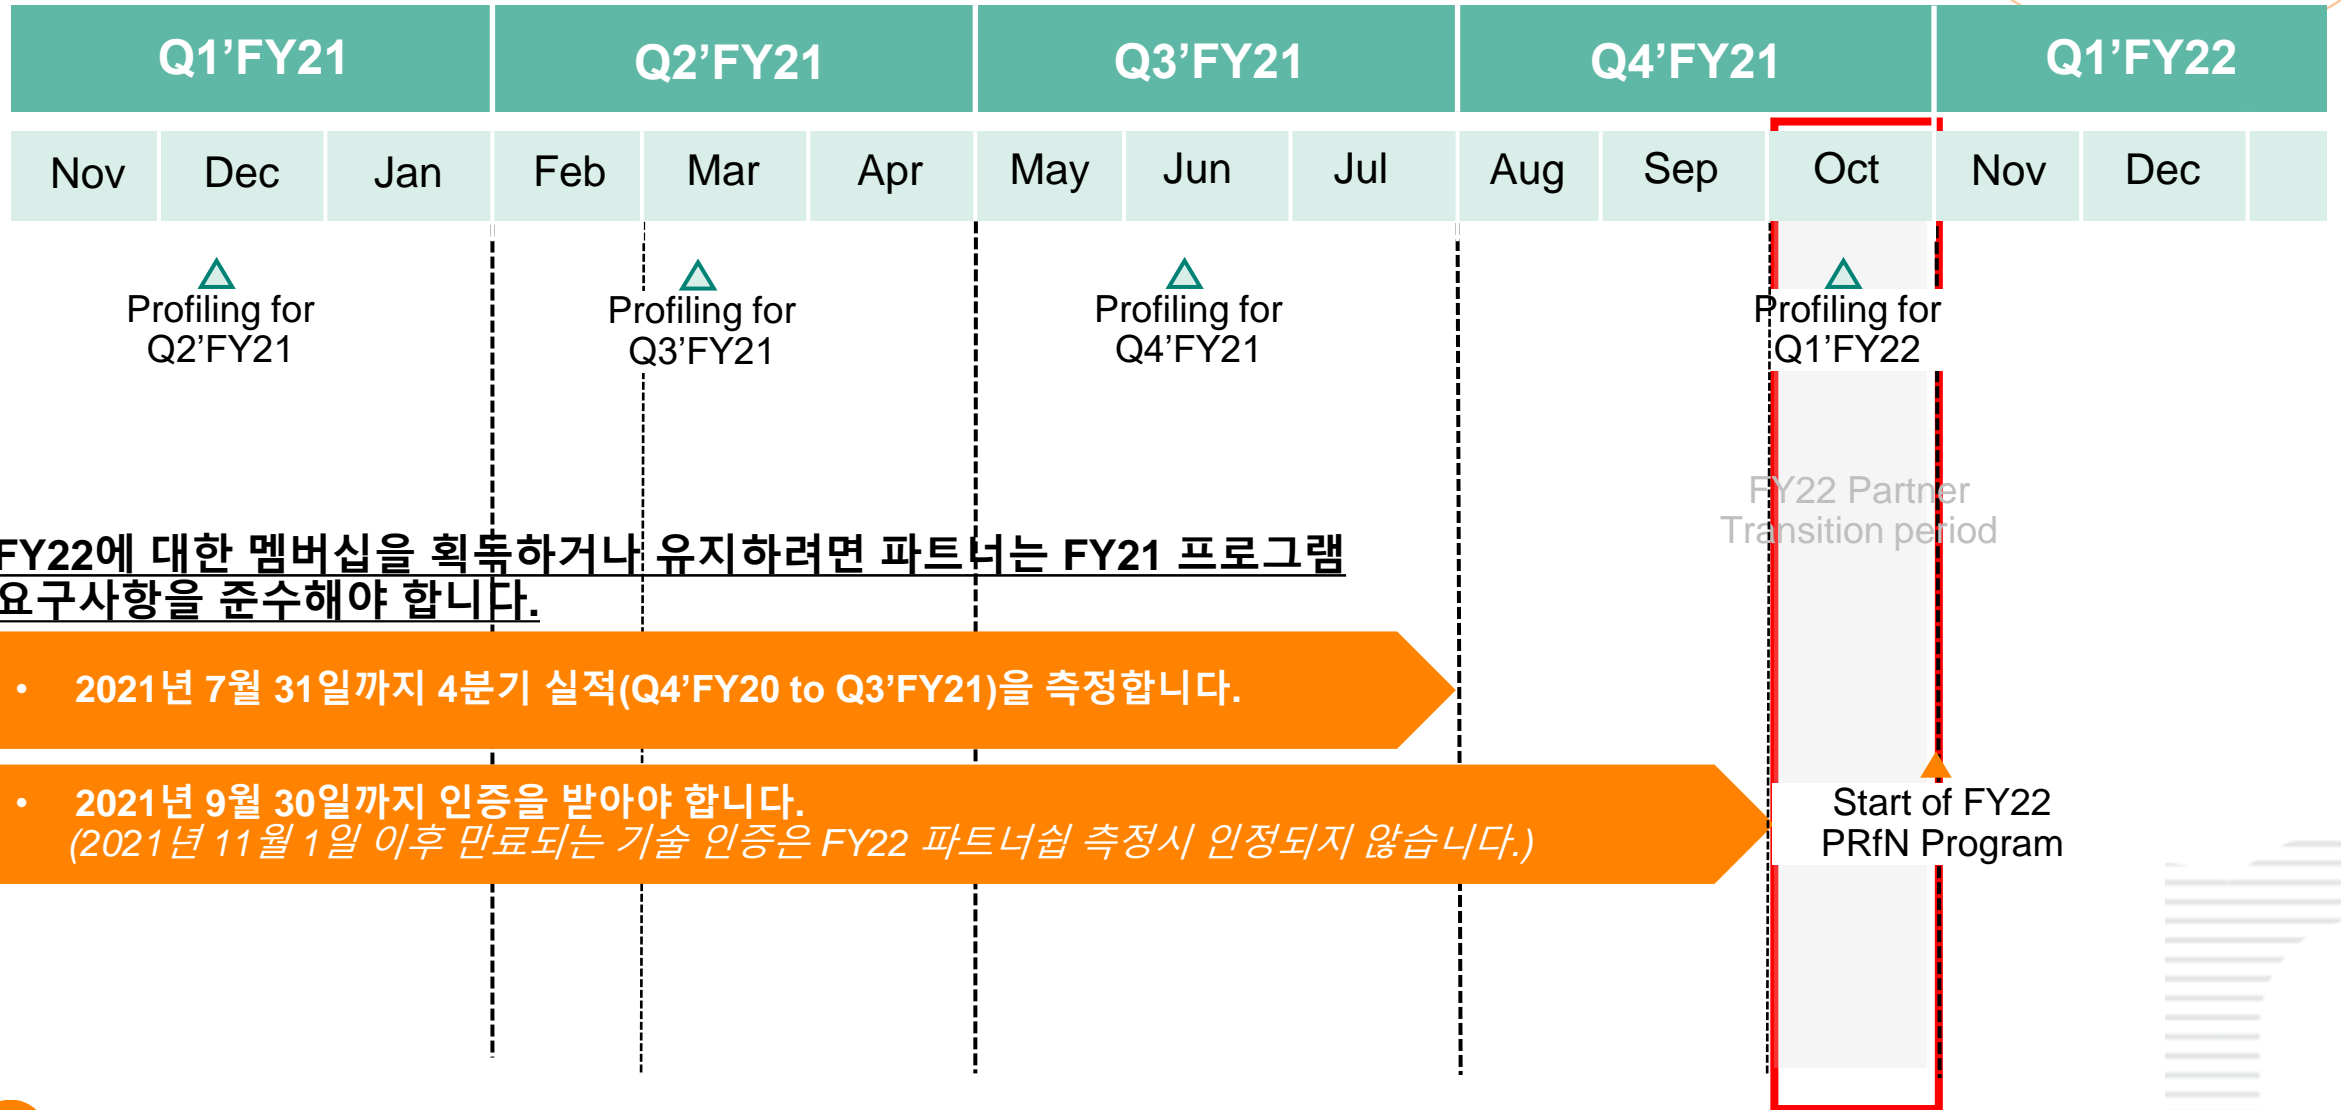 Q1’FY21
Q2’FY21
Q3’FY21
Q4’FY21
Q1’FY22
Nov
Dec
Jan
Feb
Mar
Apr
May
Jun
Jul
Aug
Sep
Oct
Nov
Dec
Profiling for
Q2’FY21
Profiling for
Q3’FY21
Profiling for
Q4’FY21
Profiling for
Q1’FY22
FY22 Partner
Transition period
FY22에 대한 멤버십을 획득하거나 유지하려면 파트너는 FY21 프로그램
요구사항을 준수해야 합니다.
• 2021년 7월 31일까지 4분기 실적(Q4’FY20 to Q3’FY21)을 측정합니다.
• 2021년 9월 30일까지 인증을 받아야 합니다.
(2021년 11월 1일 이후 만료되는 기술 인증은 FY22 파트너쉽 측정시 인정되지 않습니다.)
Start of FY22
PRfN Program